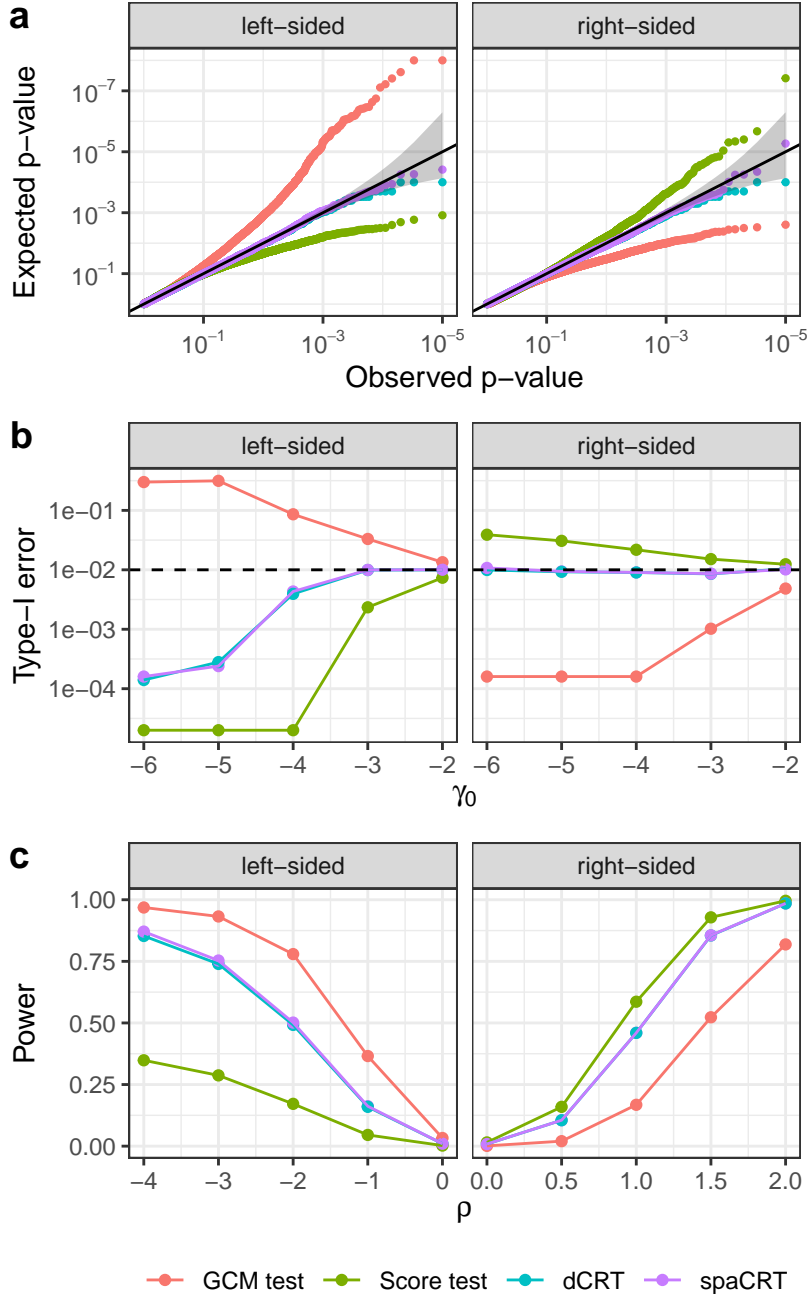 a
left−sided
right−sided
Expected p−value
10−7
10−5
10−3
10−1
10−1
10−3
10−5
10−1
10−3
10−5
Observed p−value
b
left−sided
right−sided
Type−I error
1e−01
1e−02
1e−03
1e−04
−6
−5
−4
−3
−2
−6
−5
−4
−3
−2
γ0
c
left−sided
right−sided
Power
1.00
0.75
0.50
0.25
0.00
−4
−3
−2
−1
0
0.0
0.5
1.0
1.5
2.0
ρ
GCM test
Score test
dCRT
spaCRT